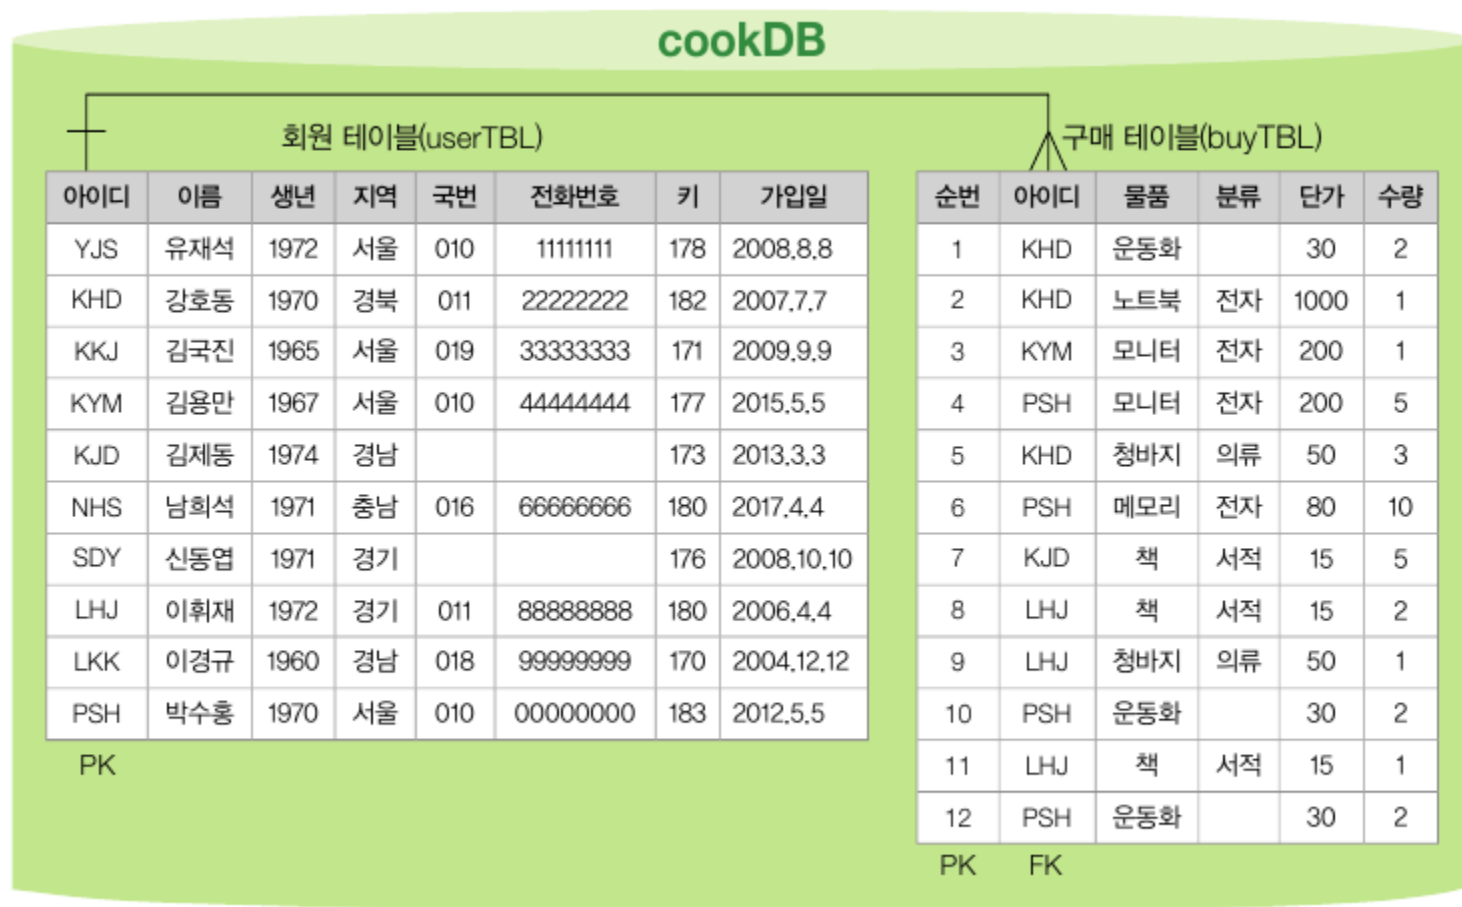 cookDB
회원 테이블(userTBL)
아이디 이름 생년 지역 국번 전화번호 키 가입일
YJS 유재석 1972 서울 010 11111111 178 2008.8.8
KHD 강호동 1970 경북 011 22222222 182 2007.7.7
KKJ 김국진 1965 서울 019 33333333 171 2009.9.9
KYM 김용만 1967 서울 010 44444444 177 2015.5.5
KJD 김제동 1974 경남 173 2013.3.3
NHS 남희석 1971 충남 016 66666666 180 2017.4.4
SDY 신동엽 1971 경기 176 2008.10.10
LHJ 이휘재 1972 경기 011 88888888 180 2006.4.4
LKK 이경규 1960 경남 018 99999999 170 2004.12.12
PSH 박수홍 1970 서울 010 00000000 183 2012.5.5
PK
구매 테이블(buyTBL)
순번 아이디 물품 분류 단가 수량
1 KHD 운동화 30 2
2 KHD 노트북 전자 1000 1
3 KYM 모니터 전자 200 1
4 PSH 모니터 전자 200 5
5 KHD 청바지 의류 50 3
6 PSH 메모리 전자 80 10
7 KJD 책 서적 15 5
8 LHJ 책 서적 15 2
9 LHJ 청바지 의류 50 1
10 PSH 운동화 30 2
11 LHJ 책 서적 15 1
12 PSH 운동화 30 2
PK FK